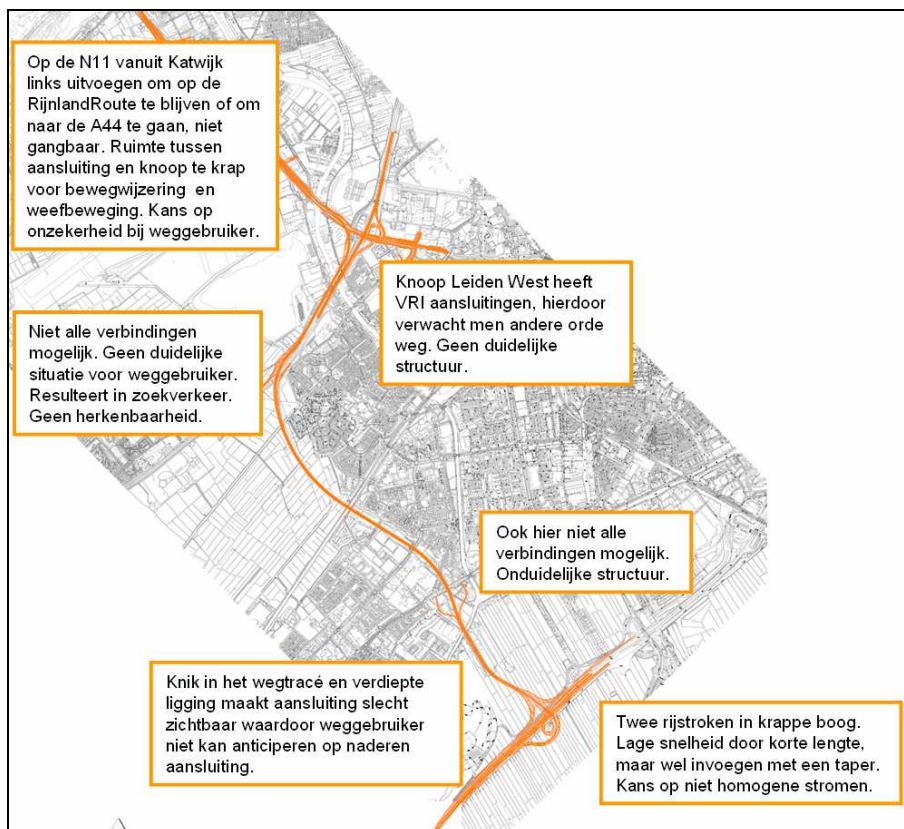 Op de N11 vanuit Katwijk
links uitvoegen om op de
RijnlandRoute te blijven of om
naar de A44 te gaan, niet
gangbaar. Ruimte tussen
aansluiting en knoop te krap
voor bewegwijzering en
weefbeweging. Kans op
onzekerheid bij weggebruiker.
Knoop Leiden West heeft
VRI aansluitingen, hierdoor
verwacht men andere orde
weg. Geen duidelijke
structuur.
Niet alle verbindingen
mogelijk. Geen duidelijke
situatie voor weggebruiker.
Resulteert in zoekverkeer.
Geen herkenbaarheid.
Ook hier niet alle
verbindingen mogelijk.
Onduidelijke structuur.
Knik in het wegtracé en verdiepte
ligging maakt aansluiting slecht
zichtbaar waardoor weggebruiker
niet kan anticiperen op naderen
aansluiting.
Twee rijstroken in krappe boog.
Lage snelheid door korte lengte,
maar wel invoegen met een taper.
Kans op niet homogene stromen.